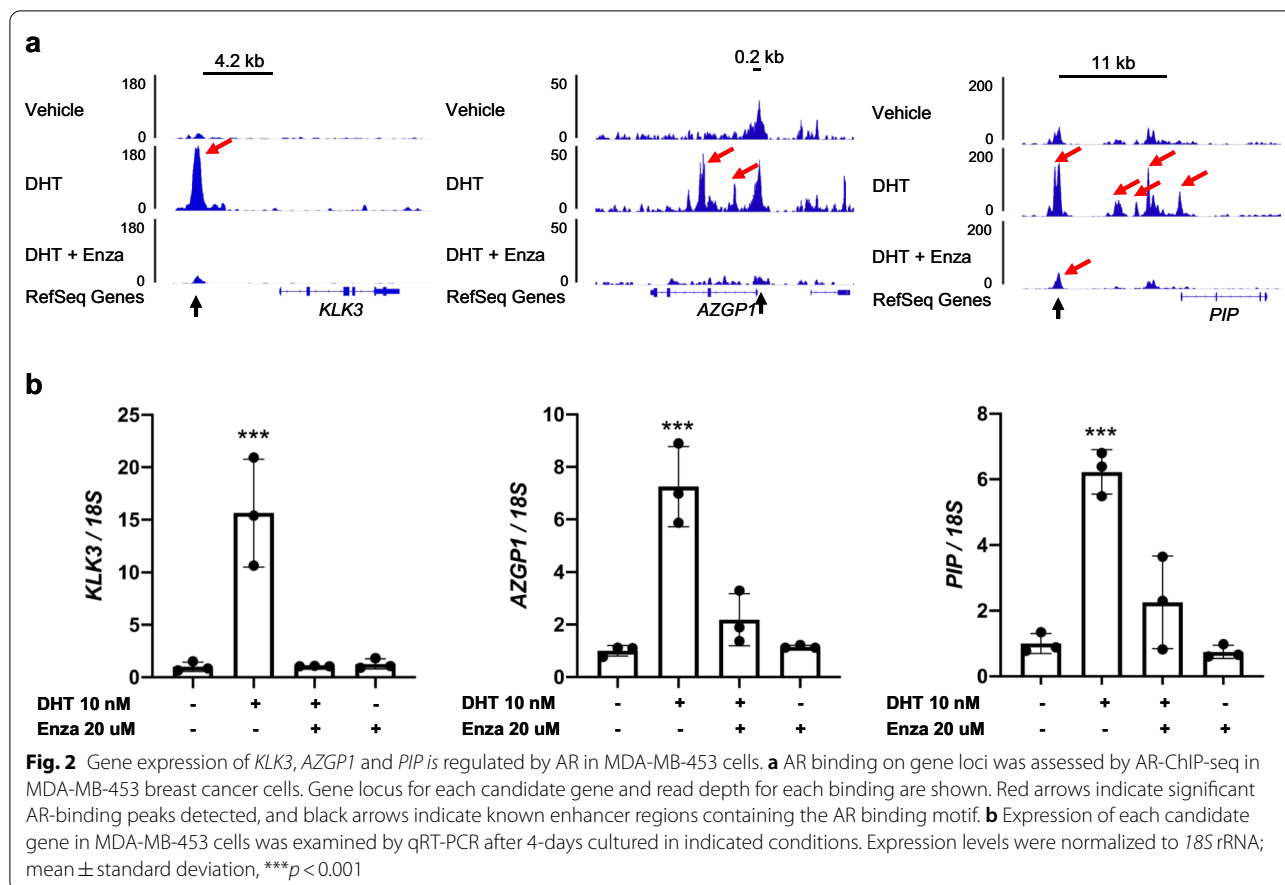 a
4.2 kb
0.2 kb
11 kb
Vehicle
180
0
Vehicle
50
0
Vehicle
200
0
DHT
180
0
DHT
50
0
DHT
200
0
DHT + Enza
180
0
DHT + Enza
50
0
DHT + Enza
200
0
RefSeq Genes
KLK3
RefSeq Genes
AZGP1
RefSeq Genes
PIP
b
KLK3 / 18S
25
20
15
10
5
0
***
DHT 10 nM - + + -
Enza 20 uM - - + +
AZGP1 / 18S
10
8
6
4
2
0
***
DHT 10 nM - + + -
Enza 20 uM - - + +
PIP / 18S
8
6
4
2
0
***
DHT 10 nM - + + -
Enza 20 uM - - + +
Fig. 2 Gene expression of KLK3, AZGP1 and PIP is regulated by AR in MDA-MB-453 cells. a AR binding on gene loci was assessed by AR-ChIP-seq in
MDA-MB-453 breast cancer cells. Gene locus for each candidate gene and read depth for each binding are shown. Red arrows indicate significant
AR-binding peaks detected, and black arrows indicate known enhancer regions containing the AR binding motif. b Expression of each candidate
gene in MDA-MB-453 cells was examined by qRT-PCR after 4-days cultured in indicated conditions. Expression levels were normalized to 18S rRNA;
mean ± standard deviation, ***p < 0.001